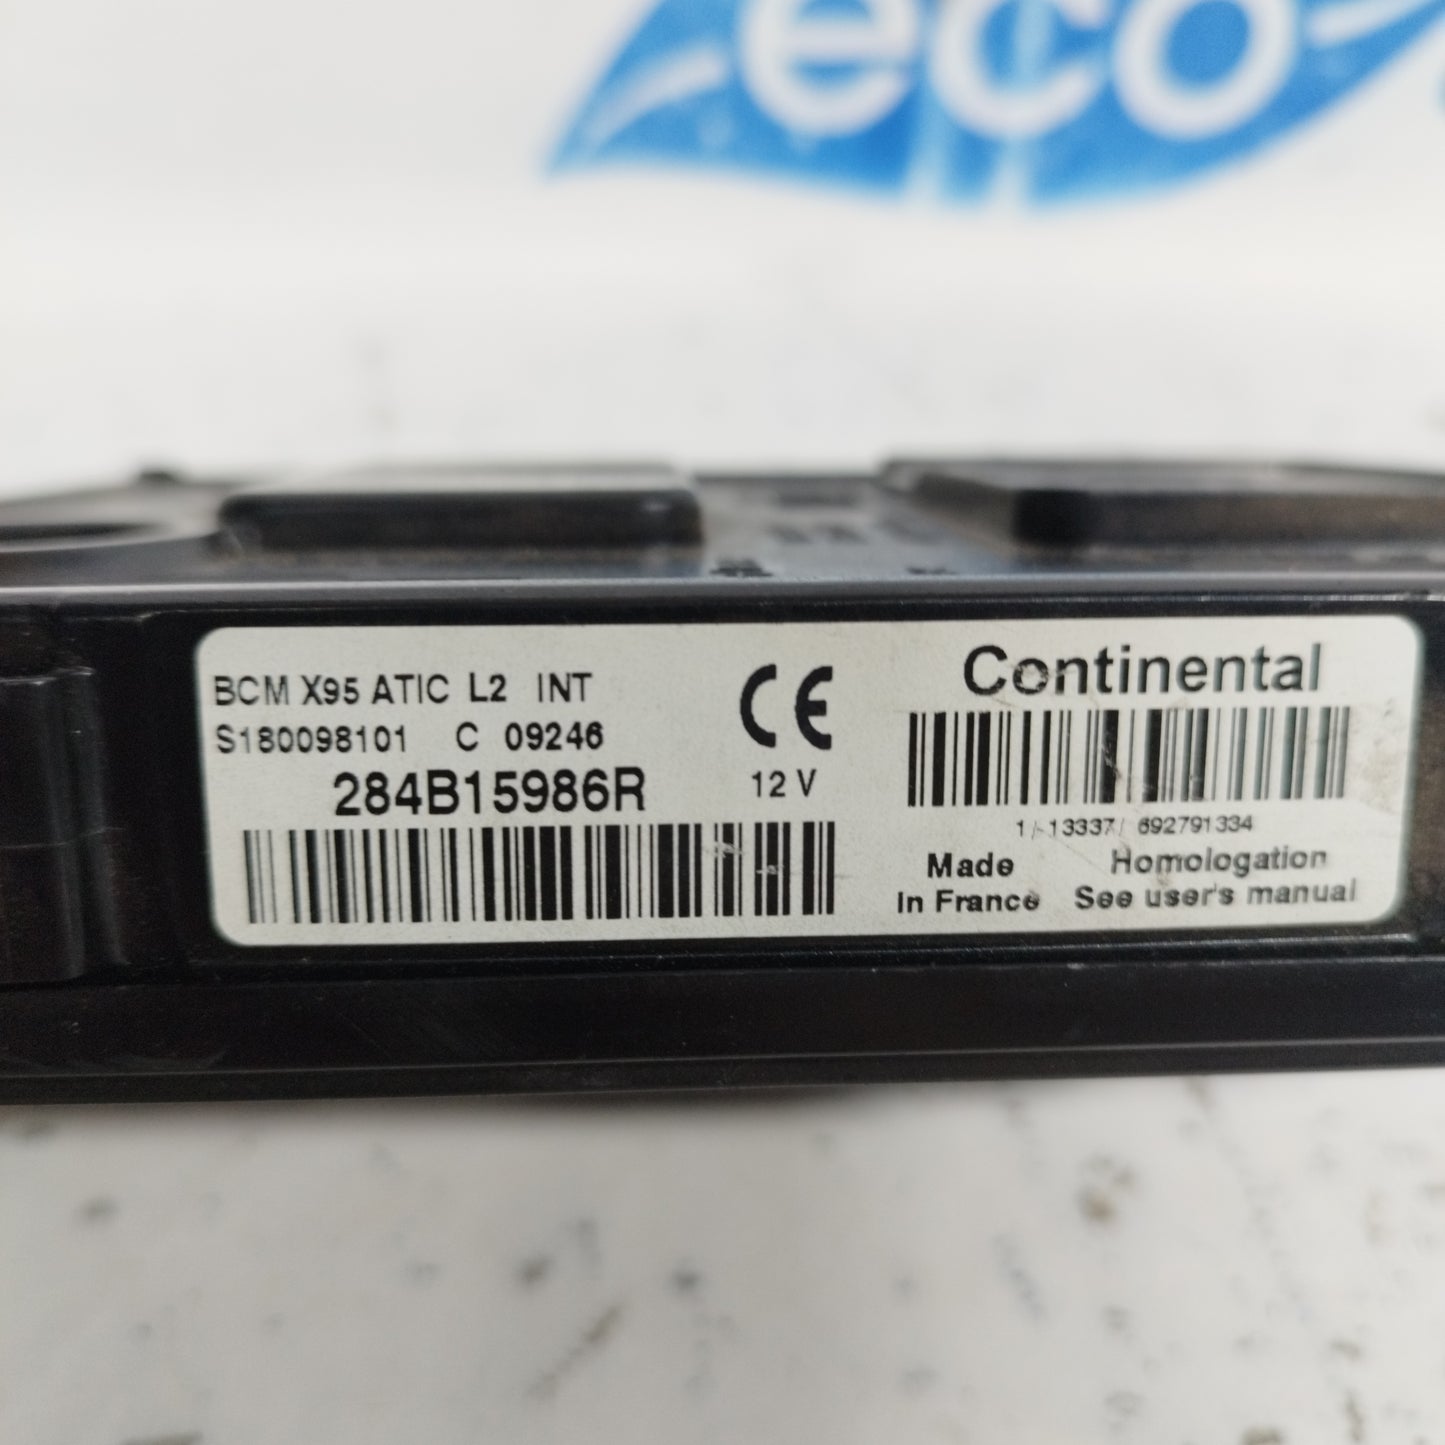 eco
BCM X95 ATIC L2 INT
S180098101 C 09246
284B15986R
12 V
Continental
1/-13337/ 692791334
Made
In France
Homologation
See user's manual